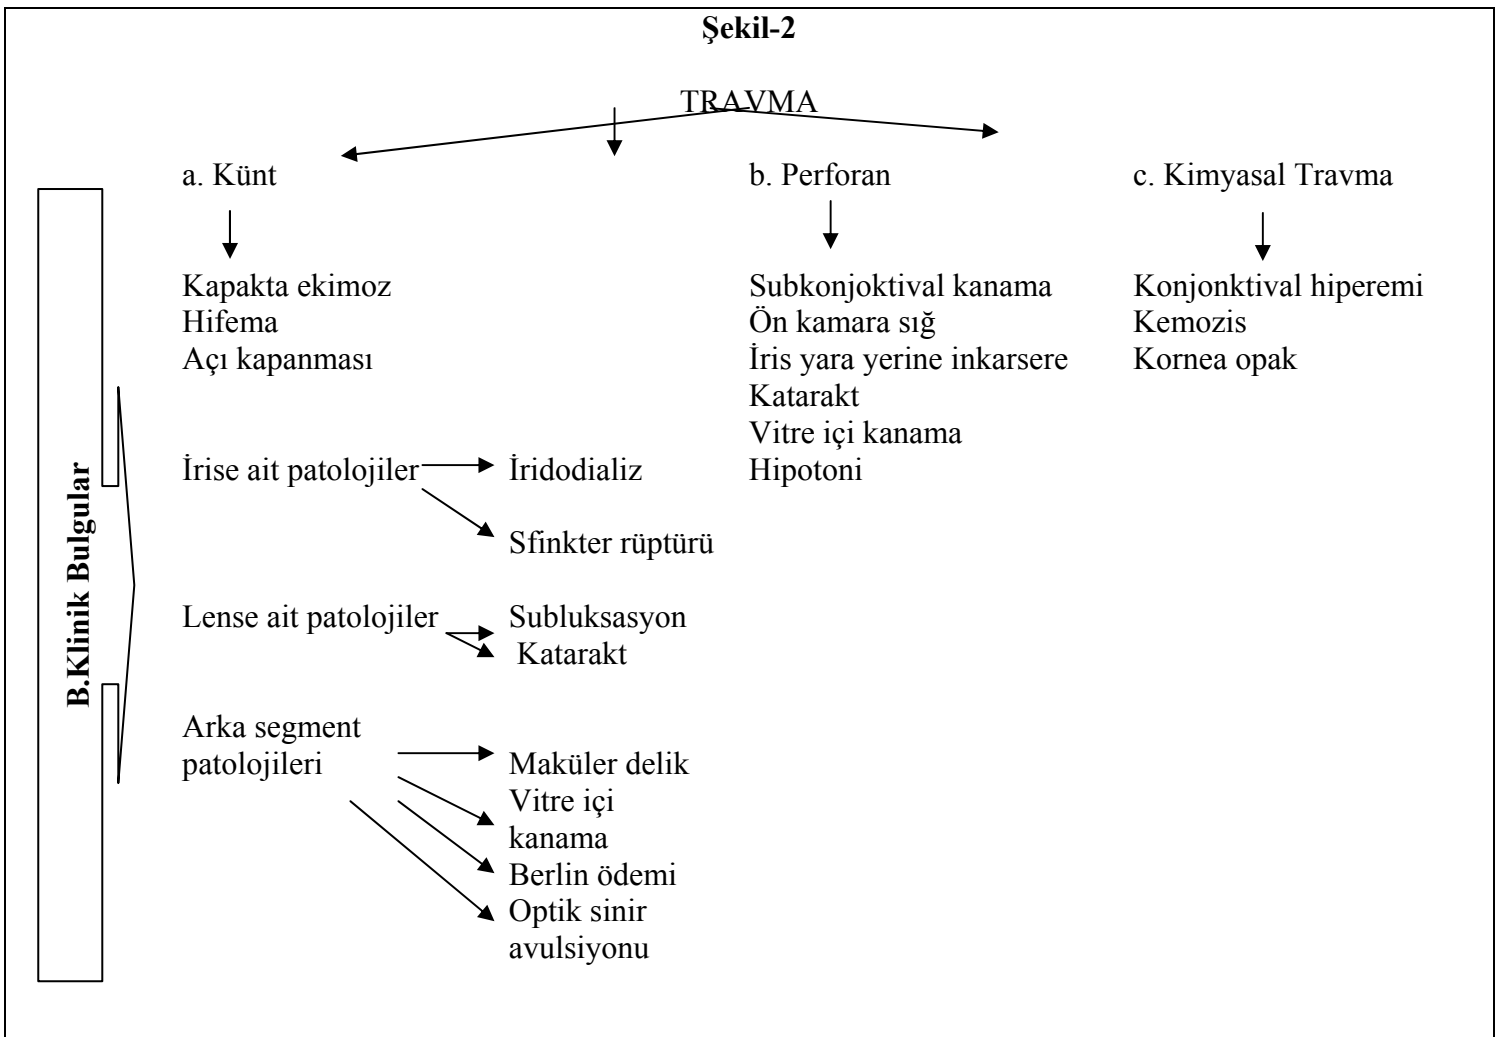 Şekil-2
TRAVMA
a. Künt
b. Perforan
c. Kimyasal Travma
B.Klinik Bulgular
Kapakta ekimoz
Hifema
Açı kapanması
İrise ait patolojiler
İridodializ
Sfinkter rüptürü
Lense ait patolojiler
Subluksasyon
Katarakt
Arka segment
patolojileri
Maküler delik
Vitre içi
kanama
Berlin ödemi
Optik sinir
avulsiyonu
Subkonjoktival kanama
Ön kamara sığ
İris yara yerine inkarsere
Katarakt
Vitre içi kanama
Hipotoni
Konjonktival hiperemi
Kemozis
Kornea opak